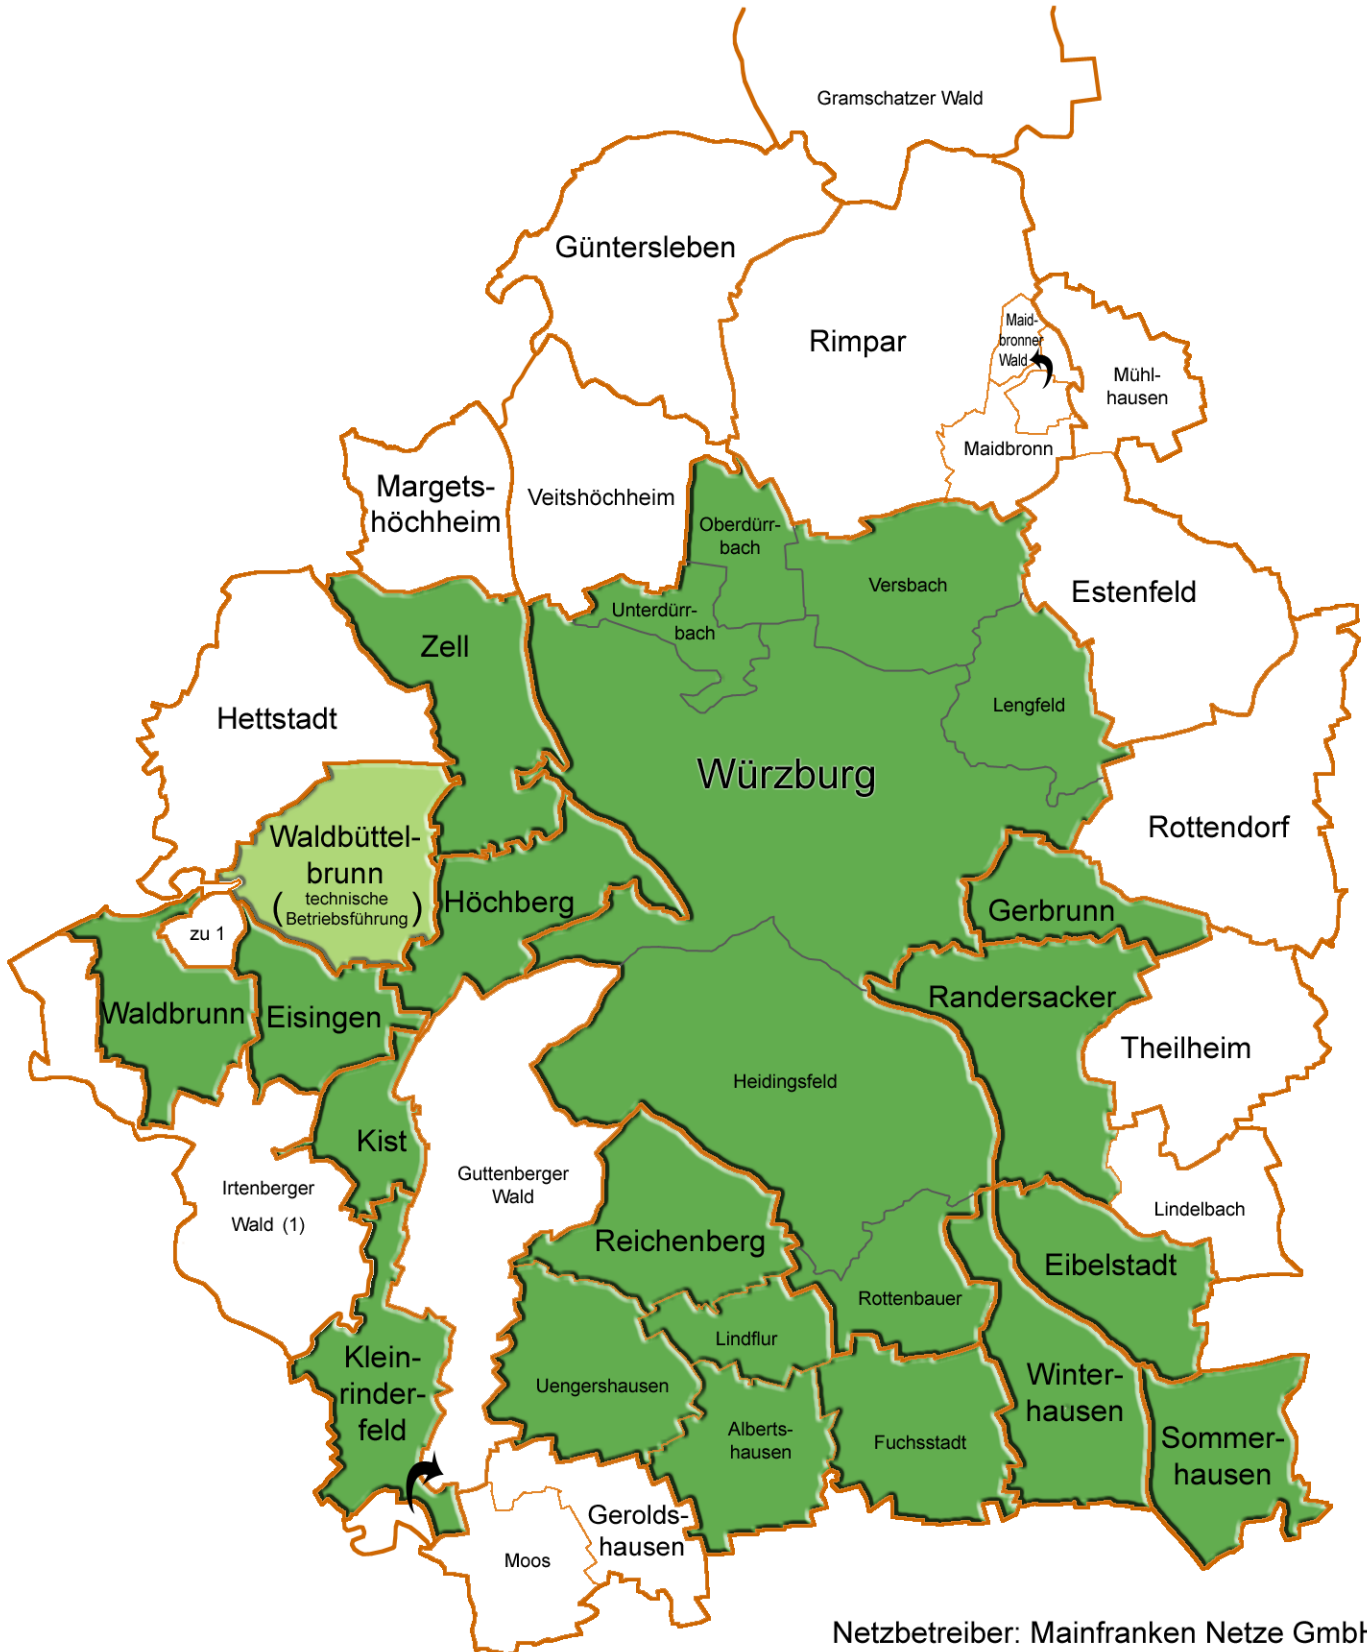 Gramschatzer Wald
Güntersleben
Rimpar
Maid-
bronner
Wald
Mühl-
hausen
Maidbronn
Margets-
höchheim
Veitshöchheim
Oberdürr-
bach
Versbach
Estenfeld
Unterdürr-
bach
Zell
Lengfeld
Hettstadt
Würzburg
Rottendorf
Waldbüttel-
brunn
( technische
Betriebsführung )
Höchberg
Gerbrunn
zu 1
Waldbrunn
Eisingen
Randersacker
Theilheim
Heidingsfeld
Kist
Guttenberger
Wald
Irtenberger
Wald (1)
Lindelbach
Reichenberg
Eibelstadt
Rottenbauer
Lindflur
Klein-
rinder-
feld
Uengershausen
Winter-
hausen
Alberts-
hausen
Fuchsstadt
Sommer-
hausen
Gerolds-
hausen
Moos
Netzbetreiber: Mainfranken Netze